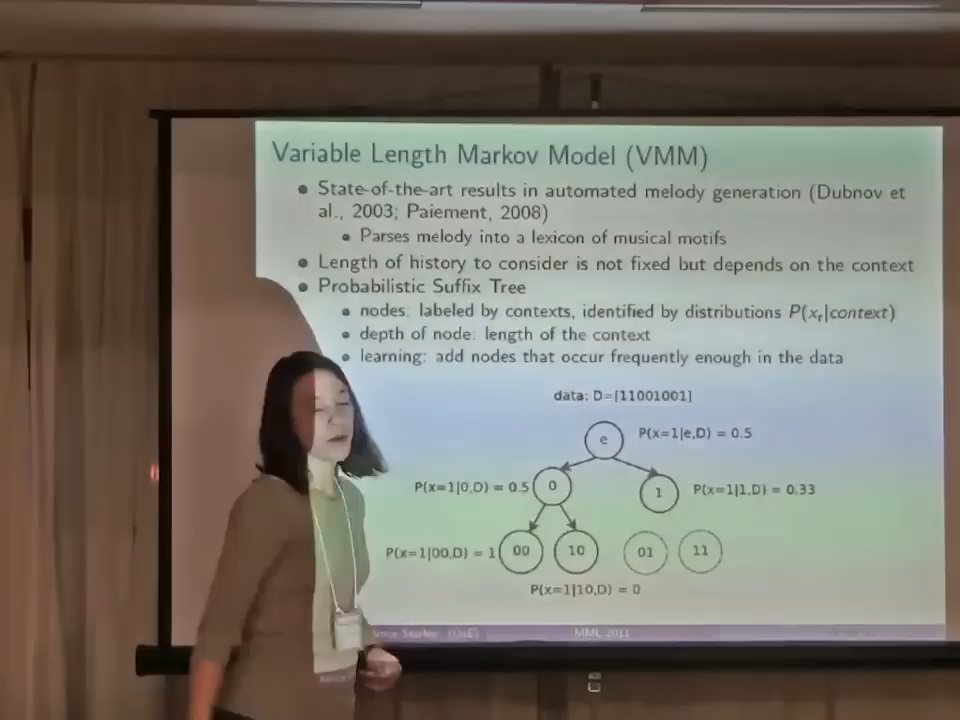 Variable Length Markov Model (VMM)
State-of-the-art results in automated melody generation (Dubnov et
al., 2003; Paiement, 2008)
Parses melody into a lexicon of musical motifs
Length of history to consider is not fixed but depends on the context
Probabilistic Suffix Tree
nodes: labeled by contexts, identified by distributions P(xₜ|context)
depth of node: length of the context
learning: add nodes that occur frequently enough in the data
data: D=[11001001]
e P(x=1|e,D) = 0.5
P(x=1|0,D) = 0.5 0 1 P(x=1|1,D) = 0.33
P(x=1|00,D) = 1 00 10 01 11
P(x=1|10,D) = 0
(UoE) MML 2011